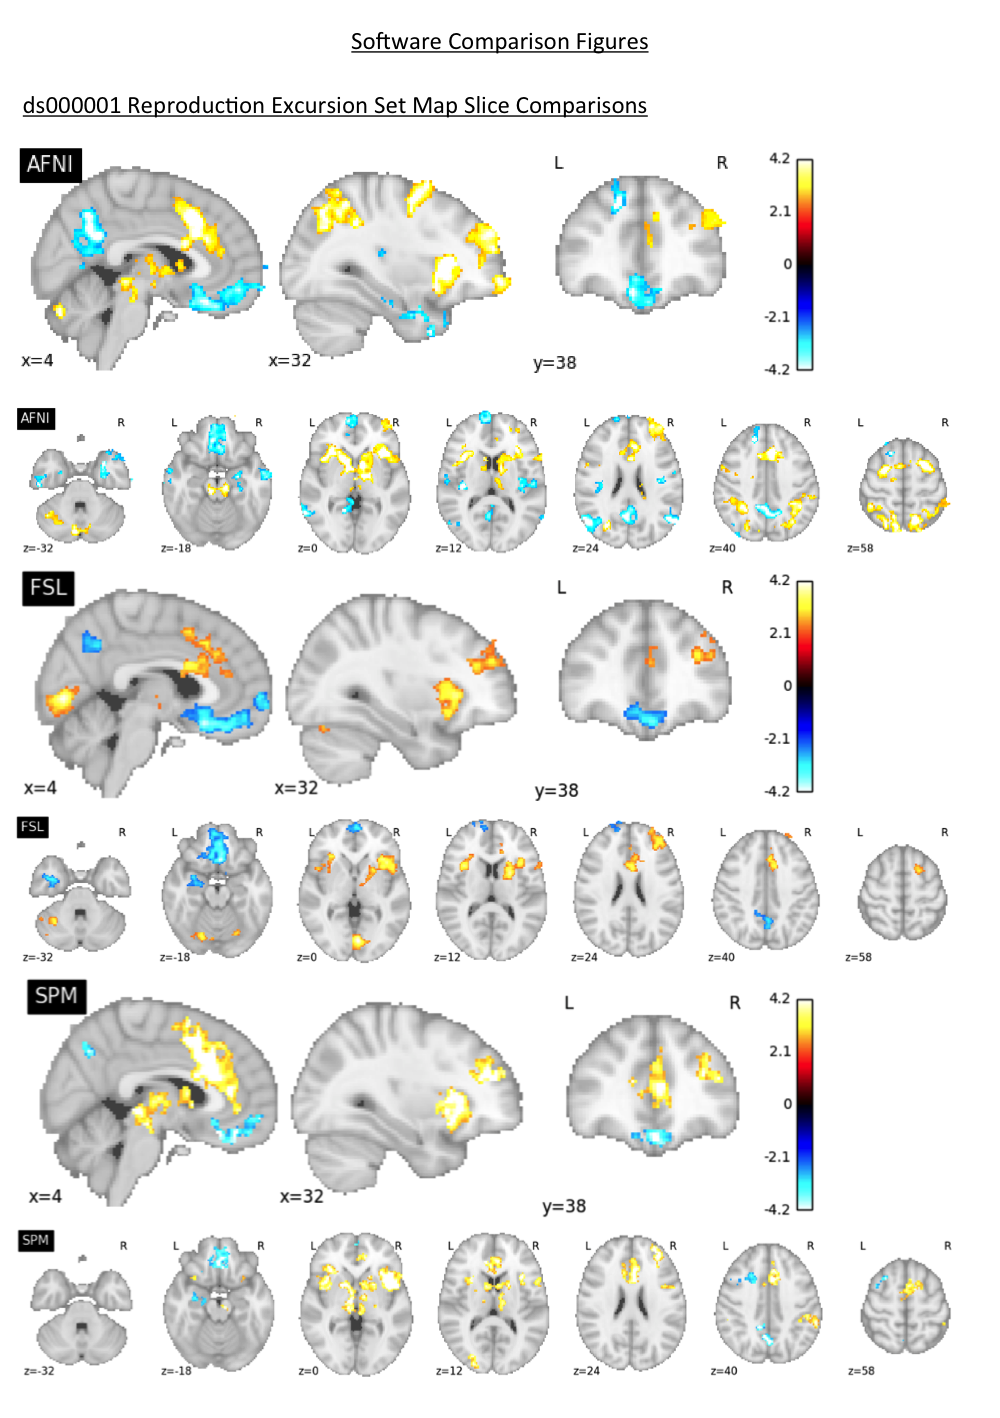 Software Comparison Figures
ds000001 Reproduction Excursion Set Map Slice Comparisons
AFNI
L R
4.2
2.1
0
-2.1
-4.2
x=4 x=32 y=38
AFNI
R L R L R L R L R L R L R
z=-32 z=-18 z=0 z=12 z=24 z=40 z=58
FSL
L R
4.2
2.1
0
-2.1
-4.2
x=4 x=32 y=38
FSL
R L R L R L R L R L R L R
z=-32 z=-18 z=0 z=12 z=24 z=40 z=58
SPM
L R
4.2
2.1
0
-2.1
-4.2
x=4 x=32 y=38
SPM
R L R L R L R L R L R L R
z=-32 z=-18 z=0 z=12 z=24 z=40 z=58